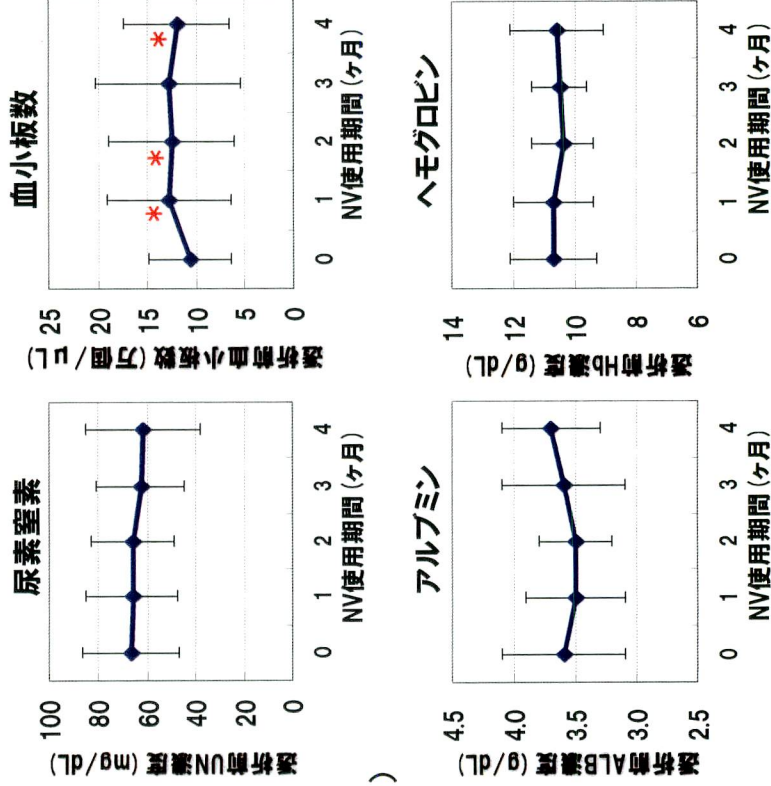 尿素窒素
透析前UN濃度 (mg/dL)
100
80
60
40
20
0
0 1 2 3 4
NV使用期間 (ヶ月)
血小板数
透析前血小板数 (万個/μL)
25
20
15
10
5
0
* * *
0 1 2 3 4
NV使用期間 (ヶ月)
)
アルブミン
透析前ALB濃度 (g/dL)
4.5
4.0
3.5
3.0
2.5
0 1 2 3 4
NV使用期間 (ヶ月)
ヘモグロビン
透析前Hb濃度 (g/dL)
14
12
10
8
6
0 1 2 3 4
NV使用期間 (ヶ月)